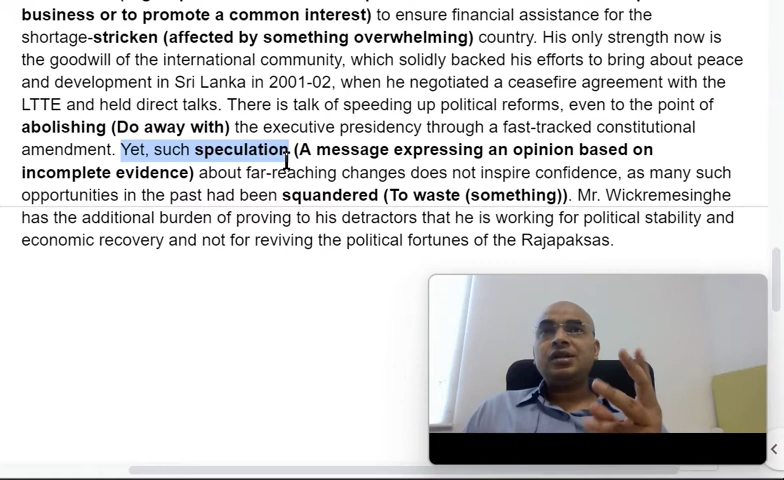 business or to promote a common interest) to ensure financial assistance for the
shortage-stricken (affected by something overwhelming) country. His only strength now is
the goodwill of the international community, which solidly backed his efforts to bring about peace
and development in Sri Lanka in 2001-02, when he negotiated a ceasefire agreement with the
LTTE and held direct talks. There is talk of speeding up political reforms, even to the point of
abolishing (Do away with) the executive presidency through a fast-tracked constitutional
amendment. Yet, such speculation (A message expressing an opinion based on
incomplete evidence) about far-reaching changes does not inspire confidence, as many such
opportunities in the past had been squandered (To waste (something)). Mr. Wickremesinghe
has the additional burden of proving to his detractors that he is working for political stability and
economic recovery and not for reviving the political fortunes of the Rajapaksas.